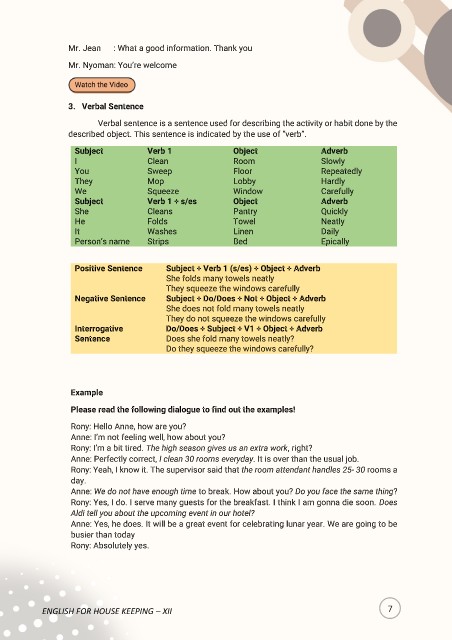 Mr. Jean : What a good information. Thank you
Mr. Nyoman: You're welcome
Watch the Video
3. Verbal Sentence
Verbal sentence is a sentence used for describing the activity or habit done by the
described object. This sentence is indicated by the use of "verb".
Subject Verb 1 Object Adverb
I Clean Room Slowly
You Sweep Floor Repeatedly
They Mop Lobby Hardly
We Squeeze Window Carefully
Subject Verb 1 + s/es Object Adverb
She Cleans Pantry Quickly
He Folds Towel Neatly
It Washes Linen Daily
Person's name Strips Bed Epically
Positive Sentence Subject + Verb 1 (s/es) + Object + Adverb
She folds many towels neatly
They squeeze the windows carefully
Negative Sentence Subject + Do/Does + Not + Object + Adverb
She does not fold many towels neatly
They do not squeeze the windows carefully
Interrogative Do/Does + Subject + V1 + Object + Adverb
Sentence Does she fold many towels neatly?
Do they squeeze the windows carefully?
Example
Please read the following dialogue to find out the examples!
Rony: Hello Anne, how are you?
Anne: I'm not feeling well, how about you?
Rony: I'm a bit tired. The high season gives us an extra work, right?
Anne: Perfectly correct, I clean 30 rooms everyday. It is over than the usual job.
Rony: Yeah, I know it. The supervisor said that the room attendant handles 25- 30 rooms a
day.
Anne: We do not have enough time to break. How about you? Do you face the same thing?
Rony: Yes, I do. I serve many guests for the breakfast. I think I am gonna die soon. Does
Aldi tell you about the upcoming event in our hotel?
Anne: Yes, he does. It will be a great event for celebrating lunar year. We are going to be
busier than today
Rony: Absolutely yes.
ENGLISH FOR HOUSE KEEPING – XII
7